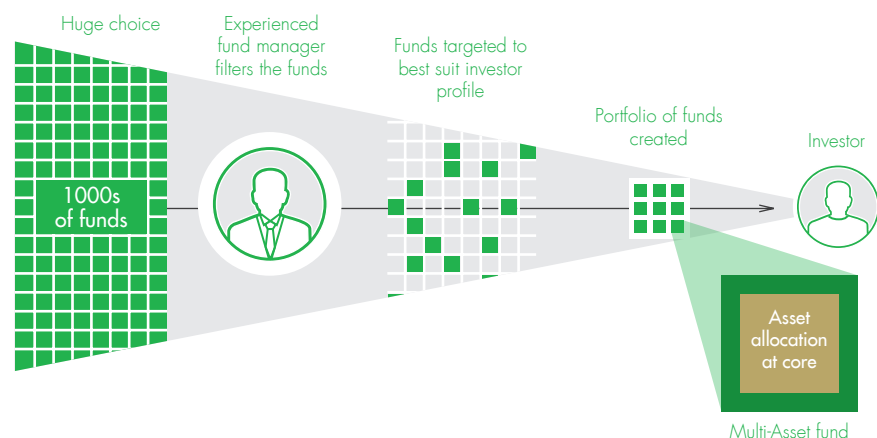 Huge choice
Experienced
fund manager
filters the funds
Funds targeted to
best suit investor
profile
Portfolio of funds
created
Investor
1000s
of funds
Asset
allocation
at core
Multi-Asset fund